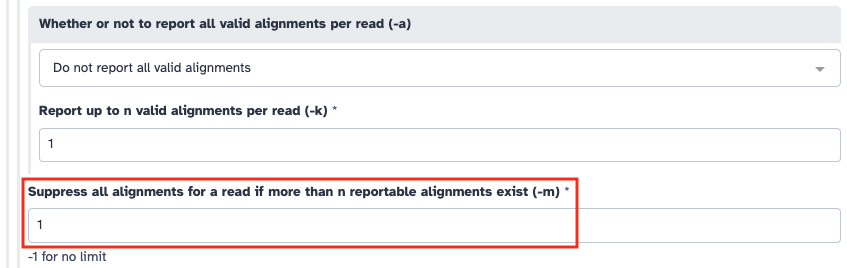 Whether or not to report all valid alignments per read (-a)
Do not report all valid alignments
Report up to n valid alignments per read (-k) *
1
Suppress all alignments for a read if more than n reportable alignments exist (-m) *
1
-1 for no limit